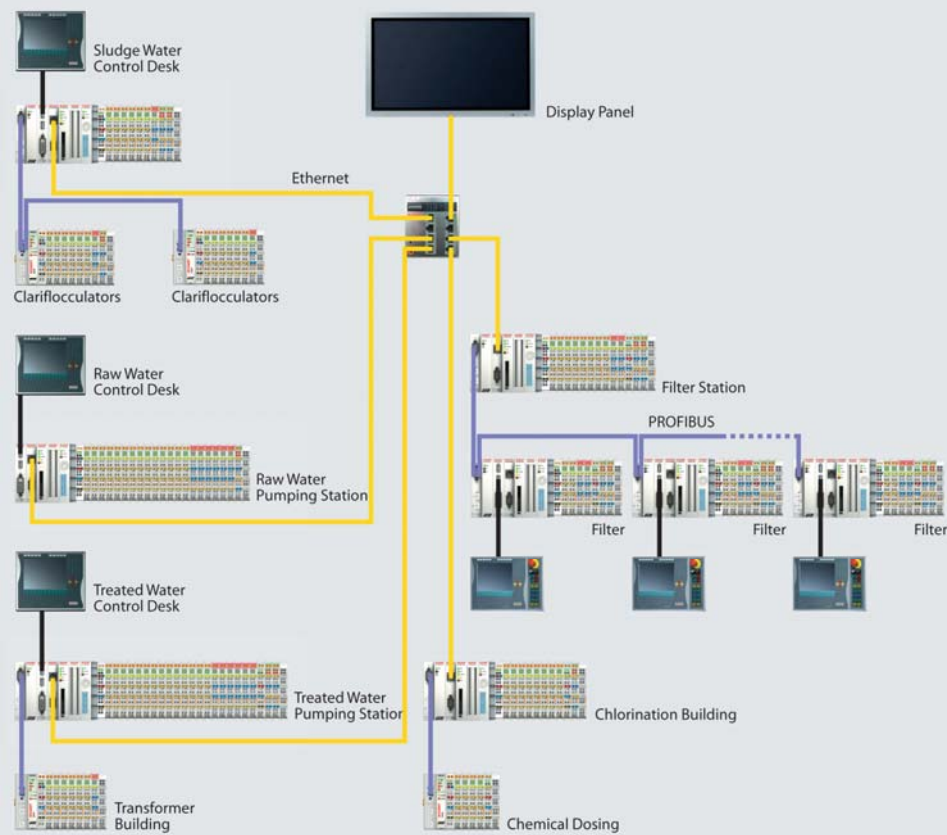 Sludge Water
Control Desk
Display Panel
Ethernet
Clariflocculators
Clariflocculators
Raw Water
Control Desk
Filter Station
PROFIBUS
Raw Water
Pumping Station
Filter
Filter
Filter
Treated Water
Control Desk
Treated Water
Pumping Station
Chlorination Building
Transformer
Building
Chemical Dosing